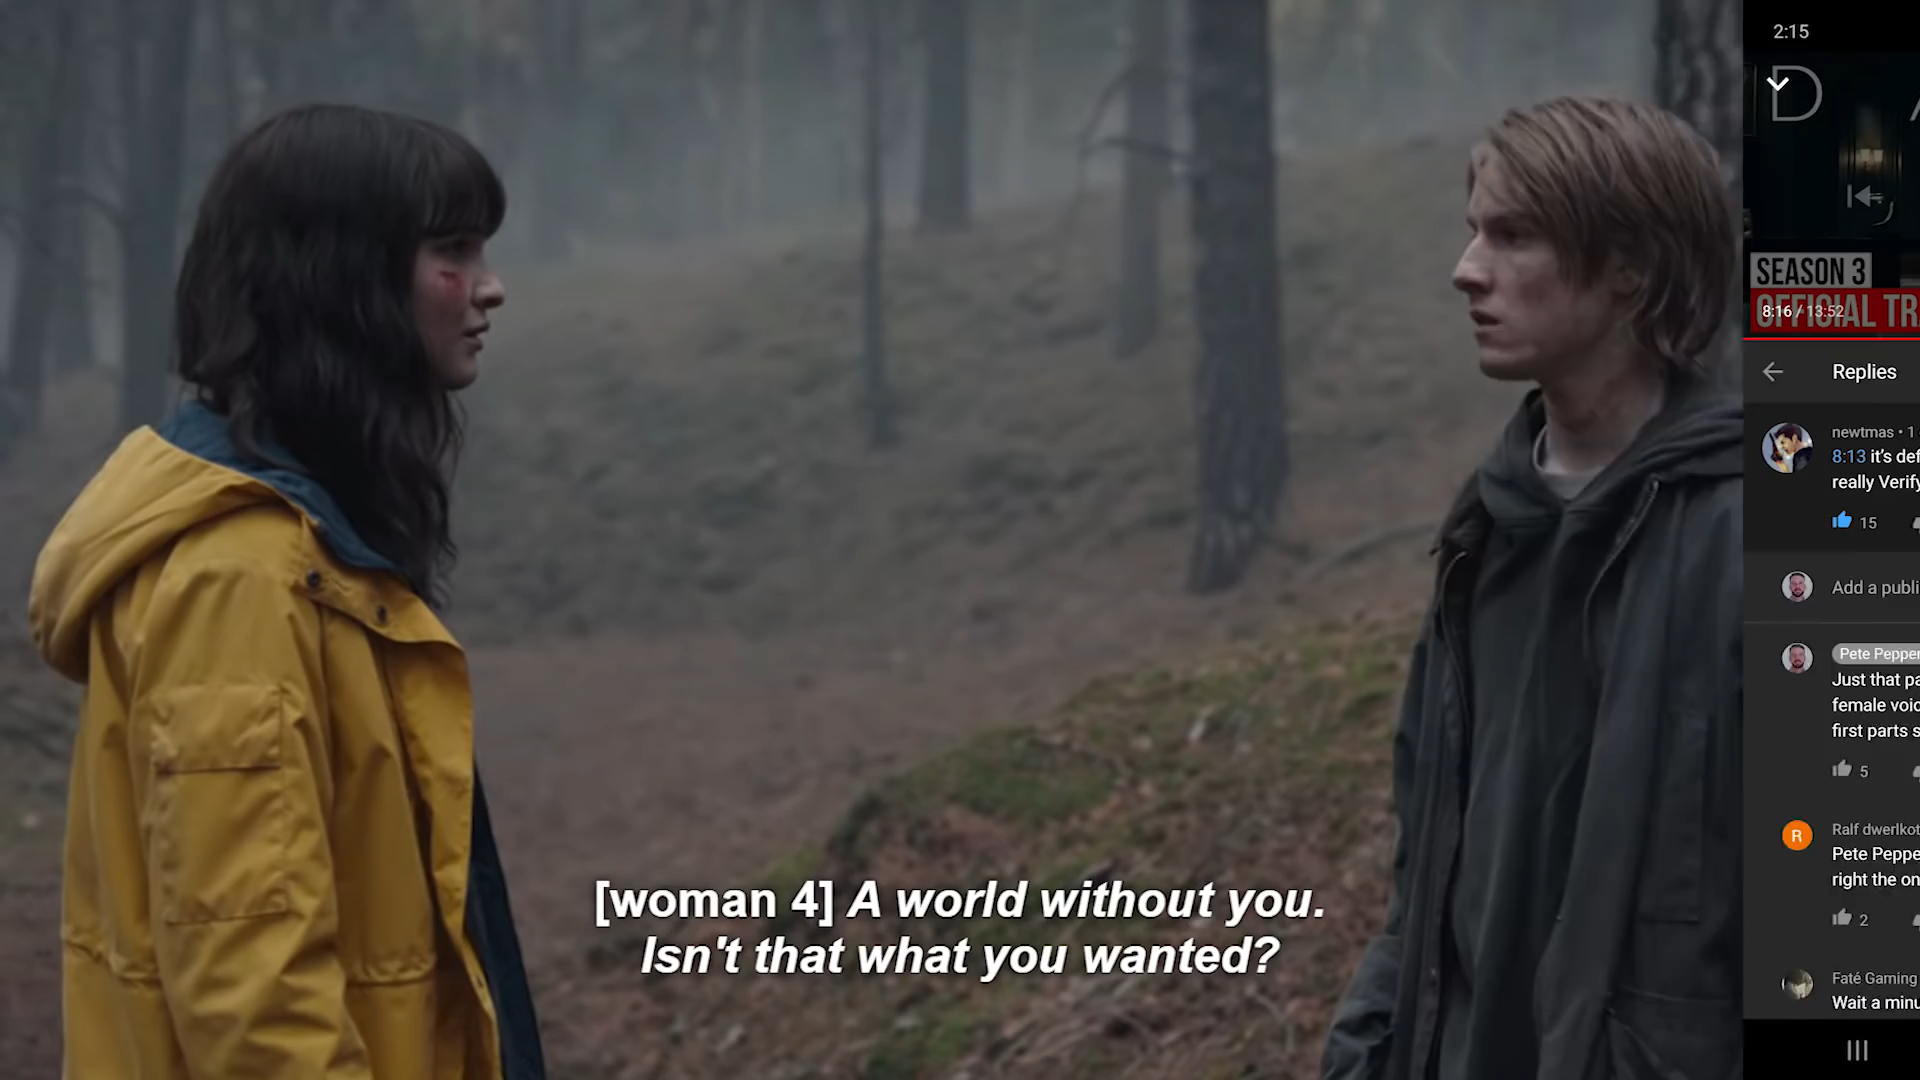 [woman 4] A world without you.
Isn't that what you wanted?
2:15
D
SEASON 3
OFFICIAL TR
8:16 / 13:52
Replies
newtmas • 1
8:13 it's def
really Verify
15
Add a publi
Pete Pepper
Just that pa
female voic
first parts s
5
R
Ralf dwerlkot
Pete Peppe
right the on
2
Faté Gaming
Wait a minu